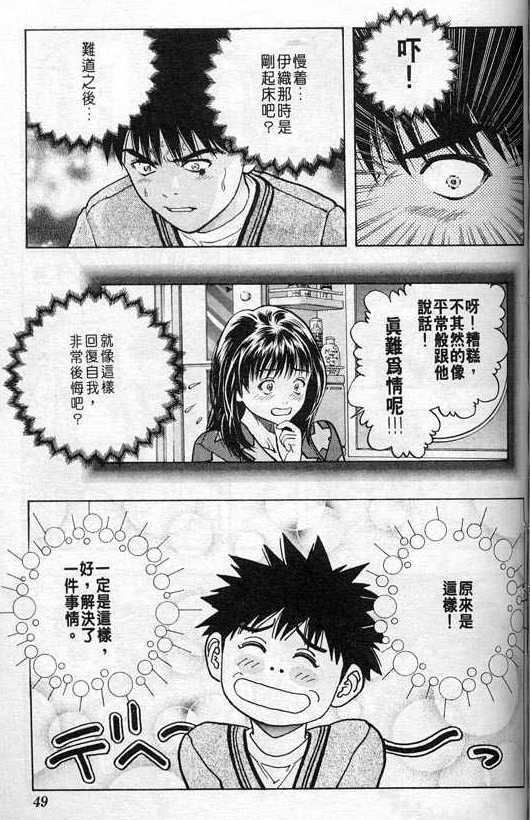 吓！
慢着…
伊織那時是
剛起床吧？
難道之後…
呀！糟糕，
不其然的像
平常般跟他
說話！
眞難爲情呢!!!
就像這樣
回復自我，
非常後悔吧？
原來是
這樣！
一定是這樣，
好，解決了
一件事情。
デヘ〜〜っ
49